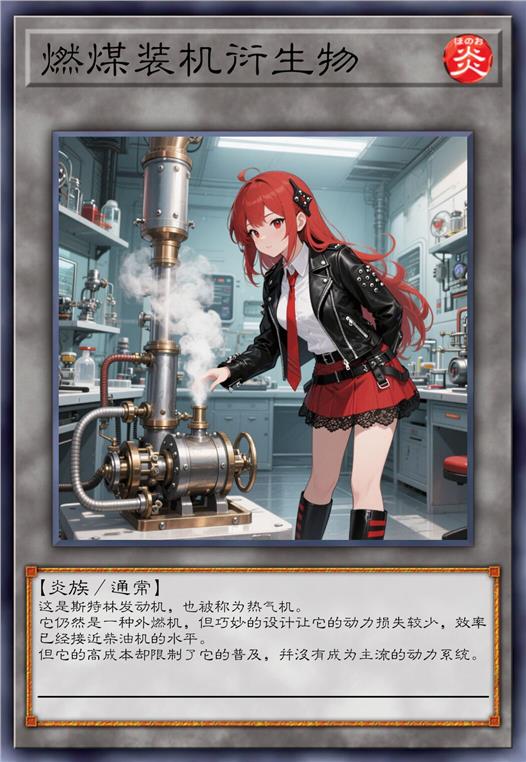 燃煤装机衍生物
ほのお
炎
【炎族／通常】
这是斯特林发动机，也被称为热气机。
它仍然是一种外燃机，但巧妙的设计让它的动力损失较少，效率
已经接近柴油机的水平。
但它的高成本却限制了它的普及，并沒有成为主流的动力系统。